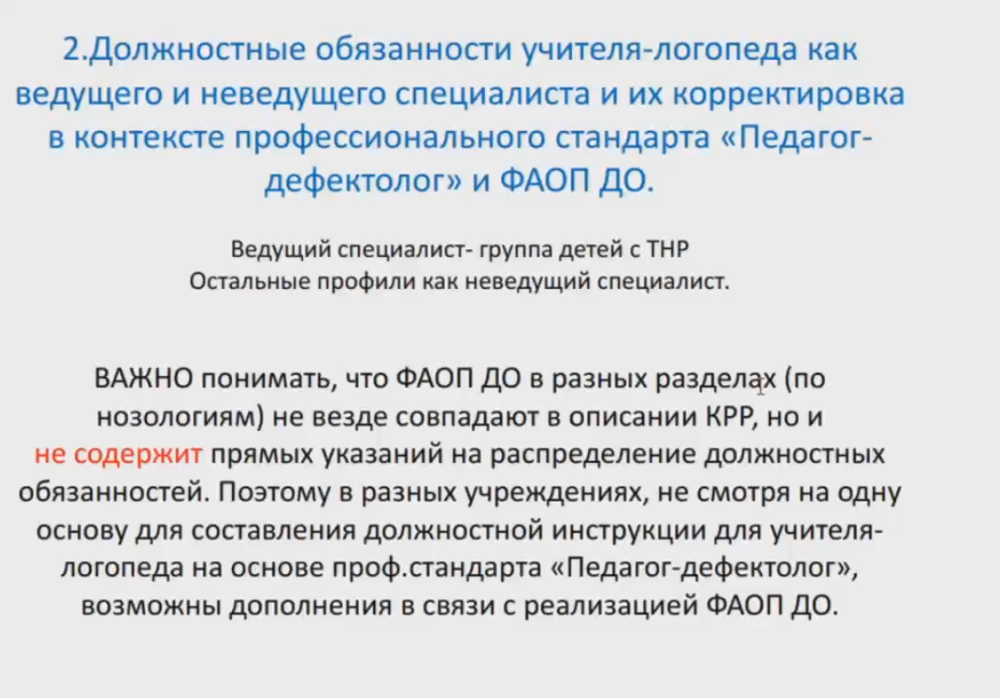 2.Должностные обязанности учителя-логопеда как
ведущего и неведущего специалиста и их корректировка
в контексте профессионального стандарта «Педагог-
дефектолог» и ФАОП ДО.
Ведущий специалист- группа детей с ТНР
Остальные профили как неведущий специалист.
ВАЖНО понимать, что ФАОП ДО в разных разделах (по
нозологиям) не везде совпадают в описании КРР, но и
не содержит прямых указаний на распределение должностных
обязанностей. Поэтому в разных учреждениях, не смотря на одну
основу для составления должностной инструкции для учителя-
логопеда на основе проф.стандарта «Педагог-дефектолог»,
возможны дополнения в связи с реализацией ФАОП ДО.